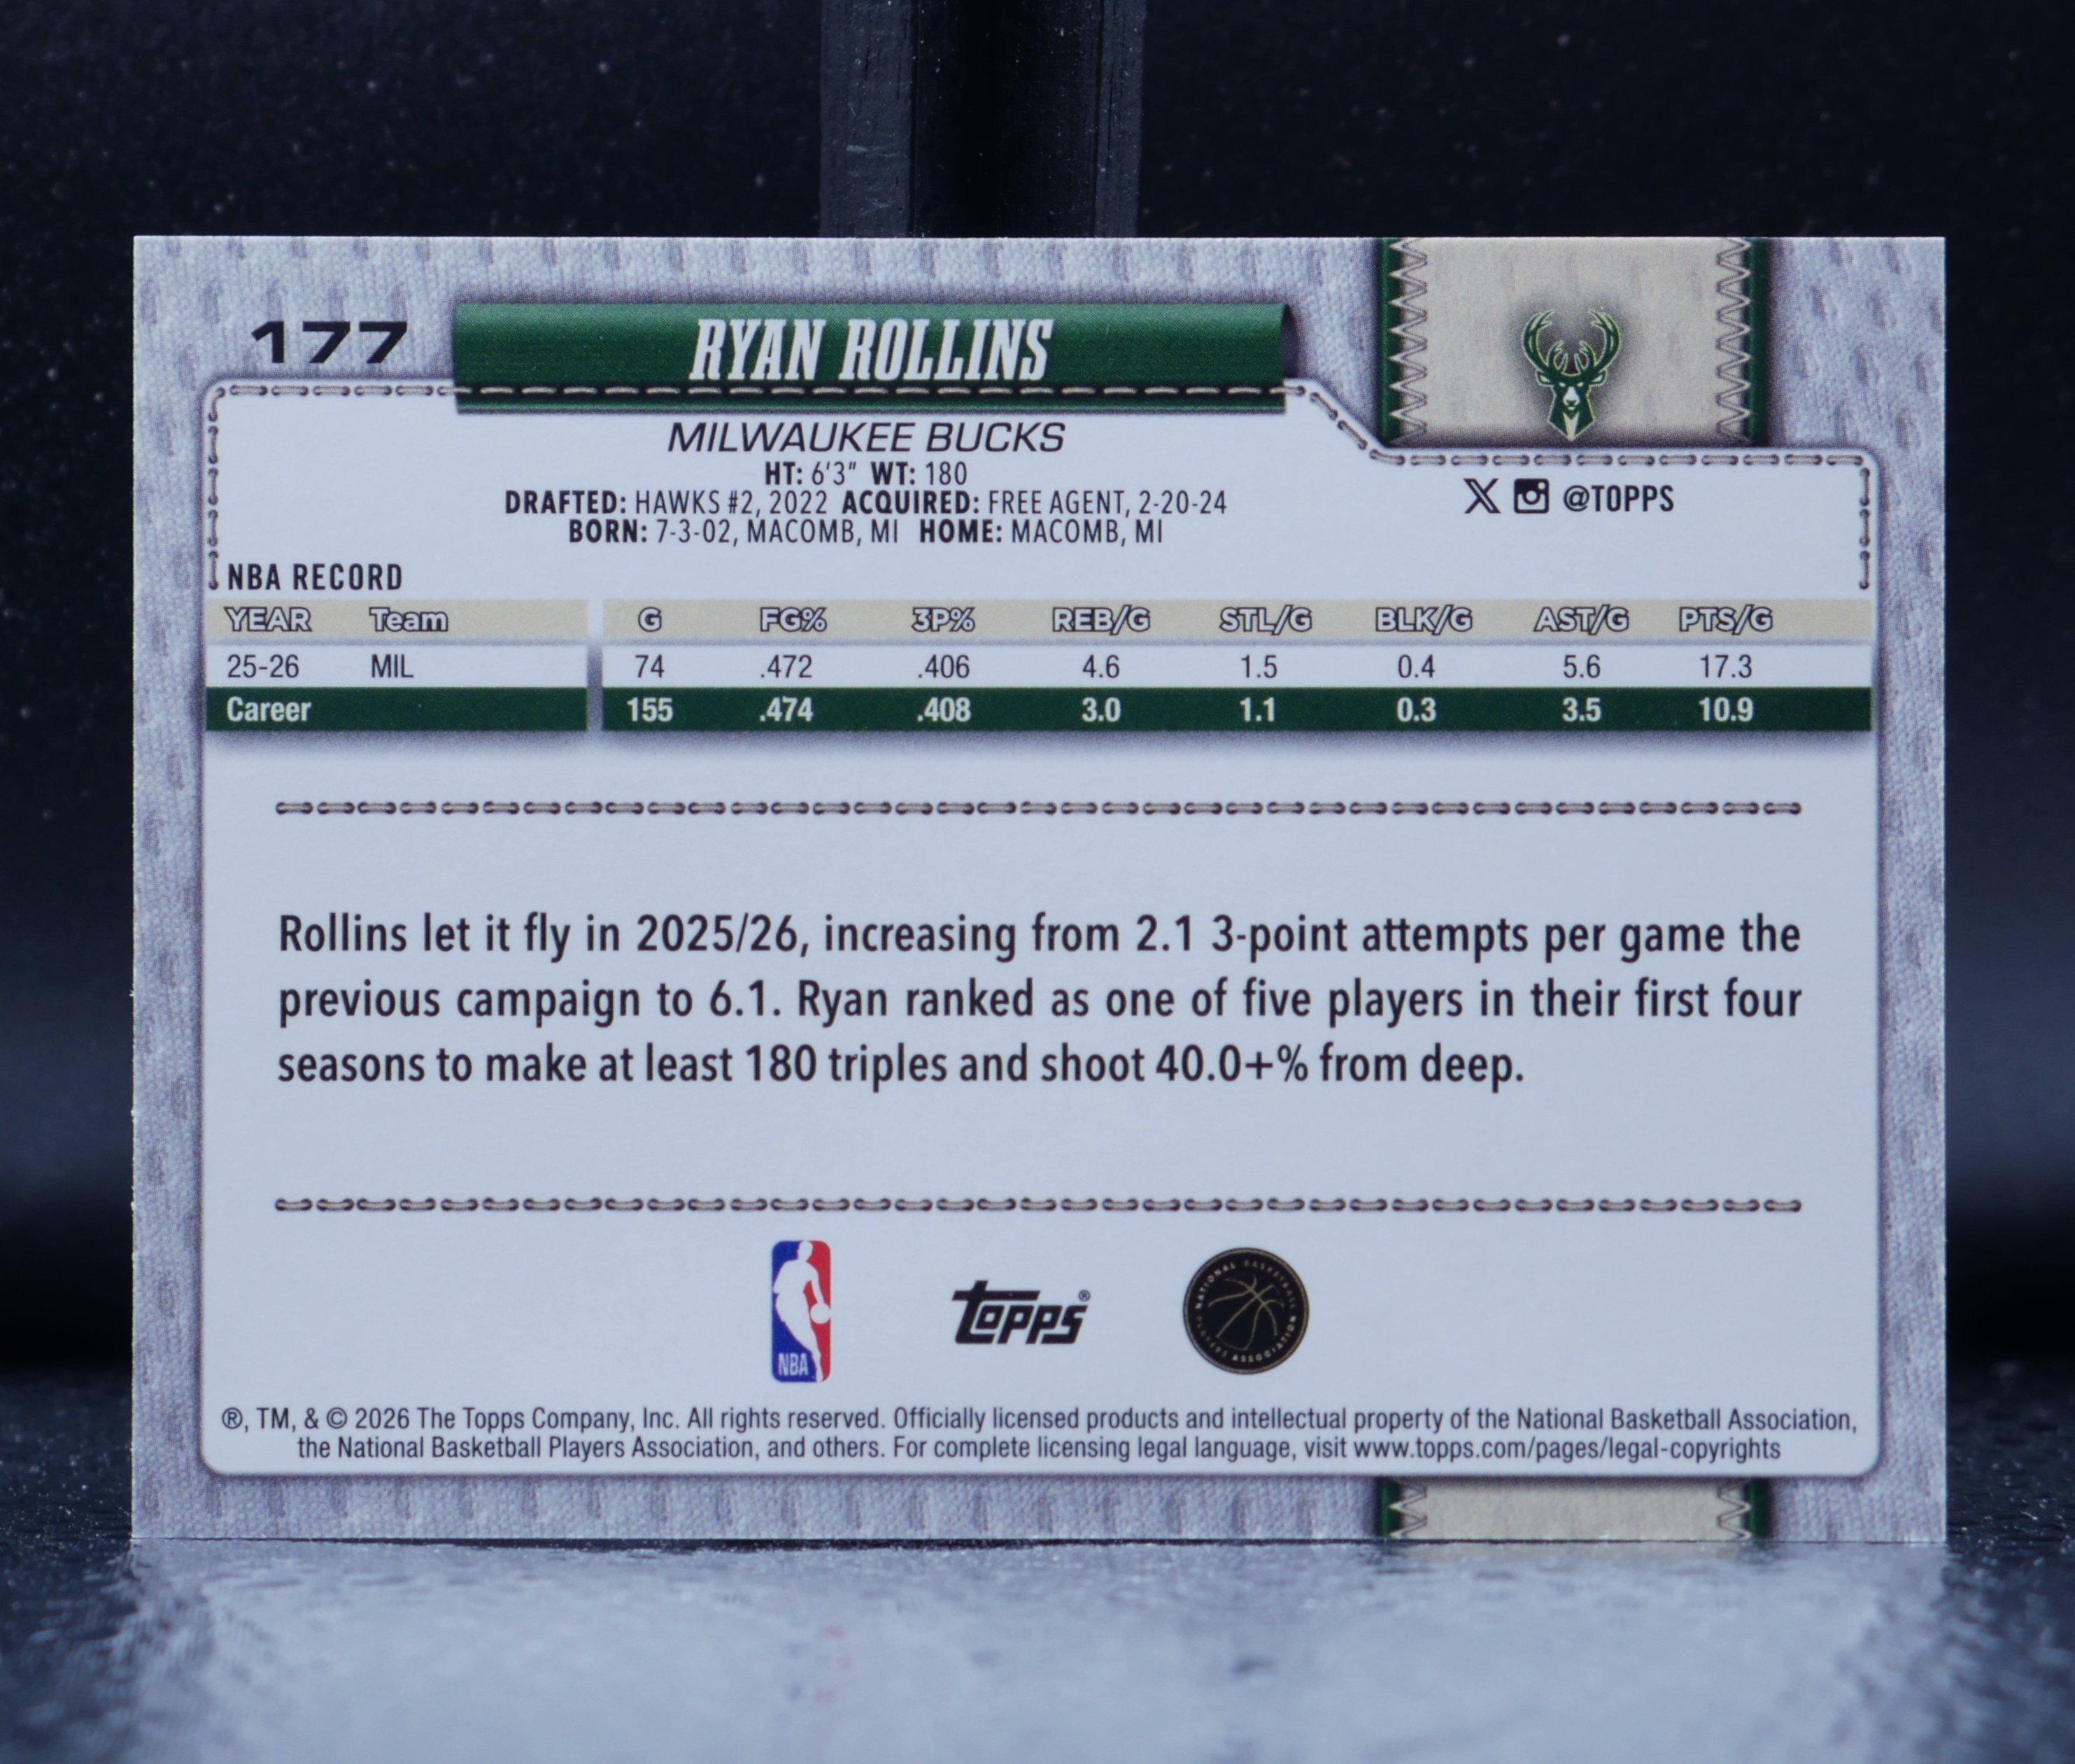 177
RYAN ROLLINS
MILWAUKEE BUCKS
HT: 6'3" WT: 180
DRAFTED: HAWKS #2, 2022 ACQUIRED: FREE AGENT, 2-20-24
BORN: 7-3-02, MACOMB, MI HOME: MACOMB, MI
@TOPPS
NBA RECORD
YEAR Team G FG% 3P% REB/G STL/G BLK/G AST/G PTS/G
25-26 MIL 74 .472 .406 4.6 1.5 0.4 5.6 17.3
Career 155 .474 .408 3.0 1.1 0.3 3.5 10.9
Rollins let it fly in 2025/26, increasing from 2.1 3-point attempts per game the
previous campaign to 6.1. Ryan ranked as one of five players in their first four
seasons to make at least 180 triples and shoot 40.0+% from deep.
NBA
topps®
NATIONAL BASKETBALL PLAYERS ASSOCIATION
®, TM, & © 2026 The Topps Company, Inc. All rights reserved. Officially licensed products and intellectual property of the National Basketball Association,
the National Basketball Players Association, and others. For complete licensing legal language, visit www.topps.com/pages/legal-copyrights